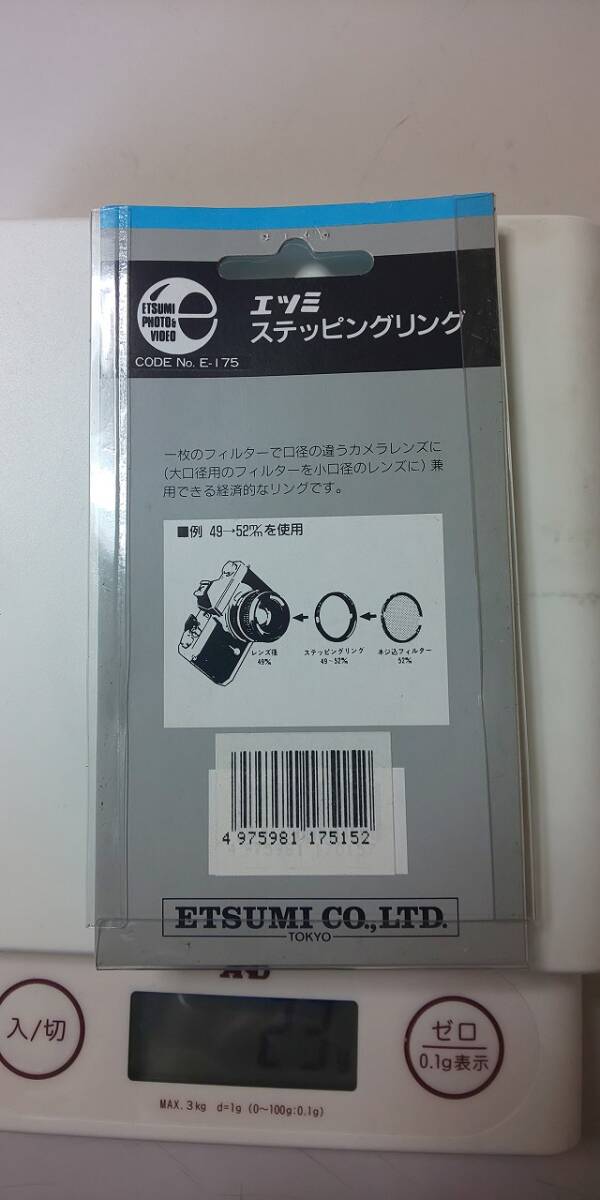 ETSUMI
PHOTO&
VIDEO
エツミ
ステッピングリング
CODE No. E-175
一枚のフィルターで口径の違うカメラレンズに
(大口径用のフィルターを小口径のレンズに)兼
用できる経済的なリングです。
■例 49→52m/mを使用
レンズ径
49m/m
ステッピングリング
49~52m/m
ネジ込フィルター
52m/m
4 975981 175152
ETSUMI CO.,LTD.
TOKYO
入/切
23
ゼロ
0.1g表示
MAX.3kg d=1g (0~100g:0.1g)